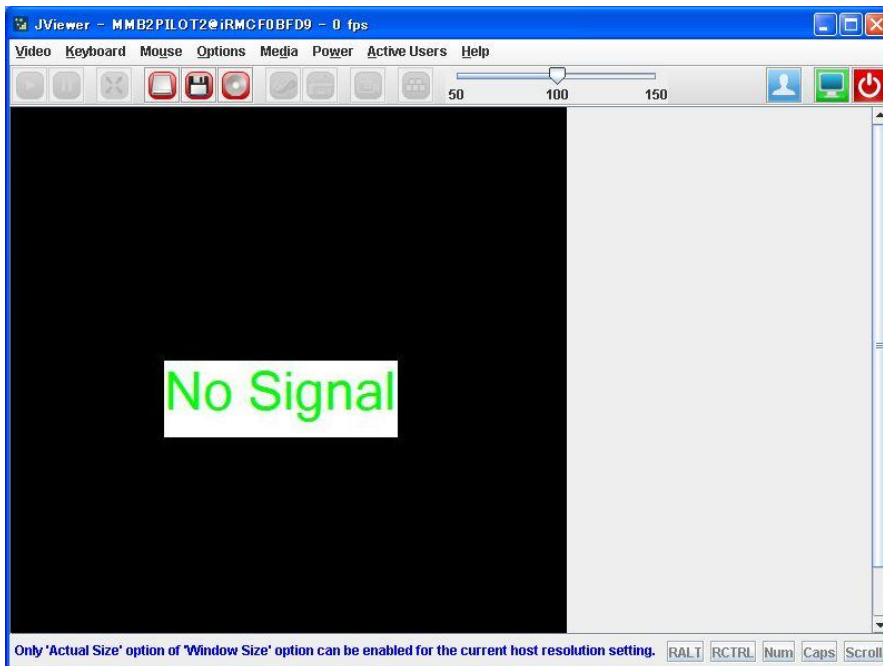 JViewer - MMB2PILOT2@iRMCF0BFD9 - 0 fps
Video Keyboard Mouse Options Media Power Active Users Help
50 100 150
No Signal
Only 'Actual Size' option of 'Window Size' option can be enabled for the current host resolution setting. RALT RCTRL Num Caps Scroll